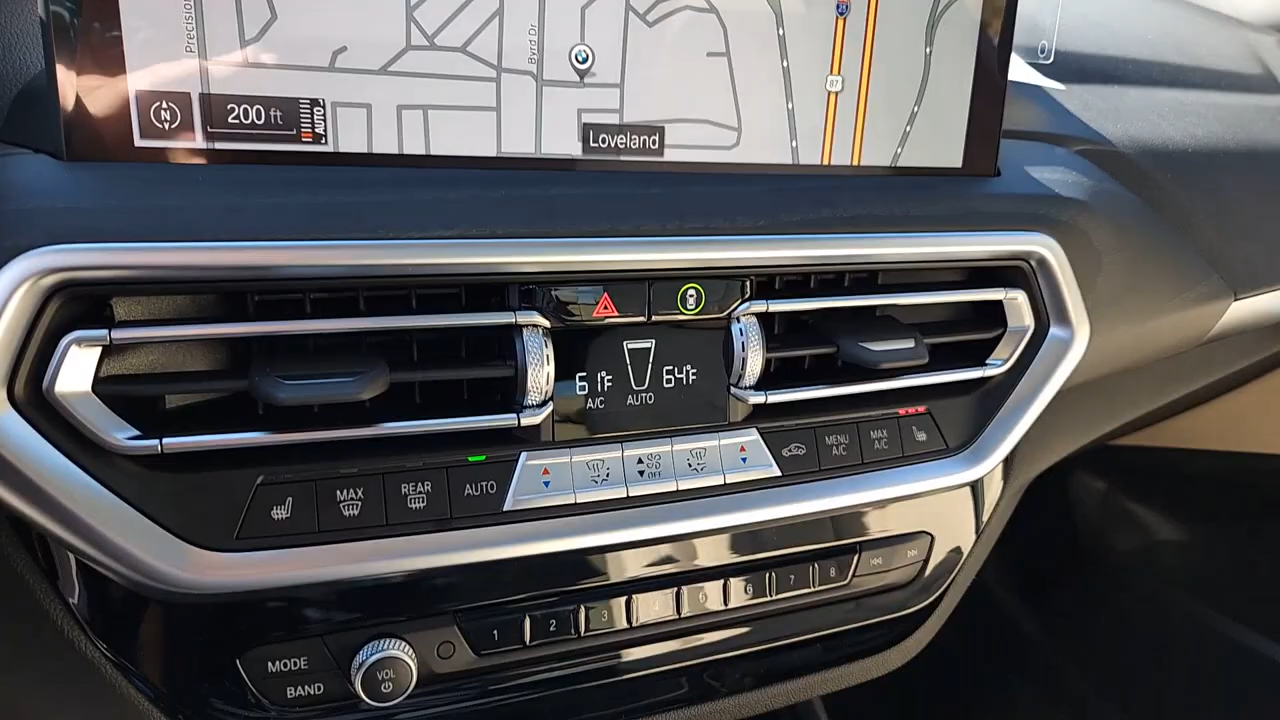 Precision
Byrd Dr
25
87
N
200 ft
AUTO
Loveland
61°F
A/C
AUTO
64°F
MAX
REAR
AUTO
OFF
MENU
A/C
MAX
A/C
1 2 3 4 5 6 7 8
MODE
BAND
VOL